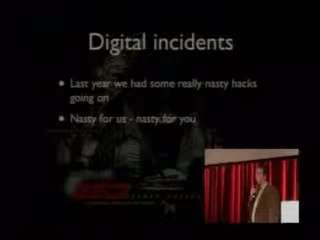 Digital incidents
Last year we had some really nasty hacks
going on
Nasty for us - nasty for you